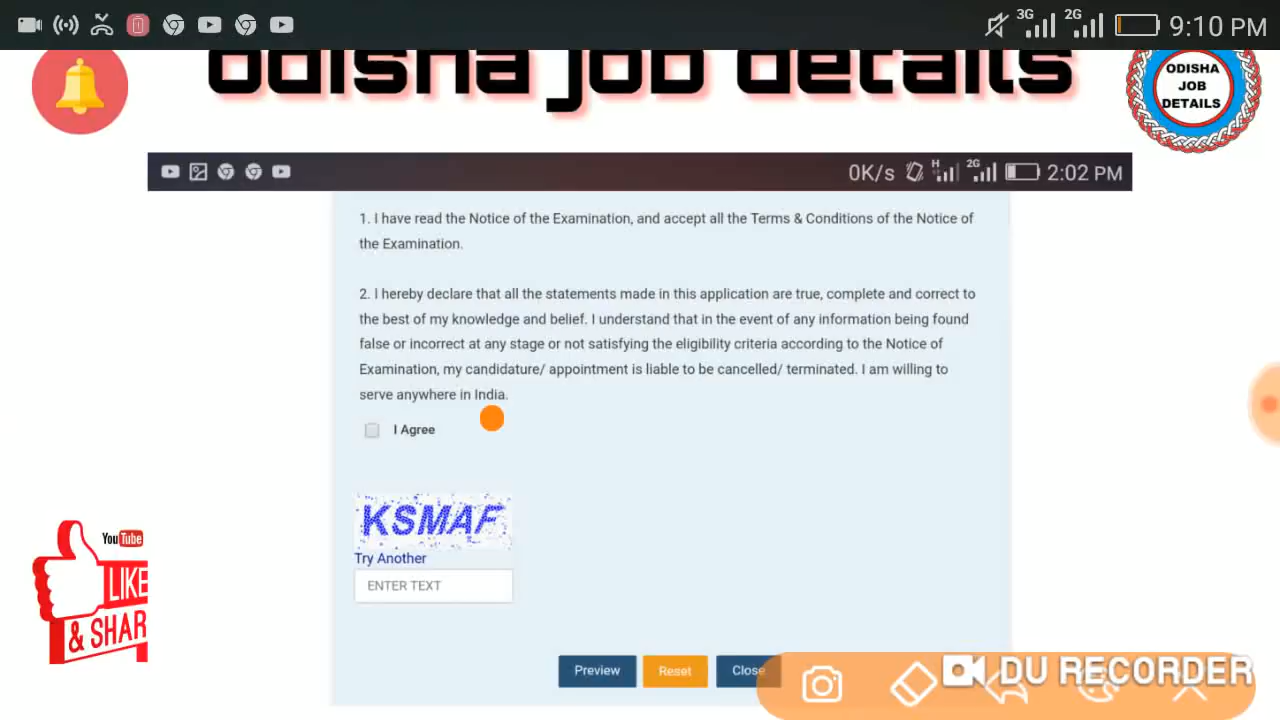 3G 2G 9:10 PM
odisha job details
ODISHA
JOB
DETAILS
0K/s H 2G 2:02 PM
1. I have read the Notice of the Examination, and accept all the Terms & Conditions of the Notice of
the Examination.
2. I hereby declare that all the statements made in this application are true, complete and correct to
the best of my knowledge and belief. I understand that in the event of any information being found
false or incorrect at any stage or not satisfying the eligibility criteria according to the Notice of
Examination, my candidature/ appointment is liable to be cancelled/ terminated. I am willing to
serve anywhere in India.
I Agree
KSMAF
Try Another
ENTER TEXT
YouTube
LIKE
& SHAR
Preview Reset Close
DU RECORDER